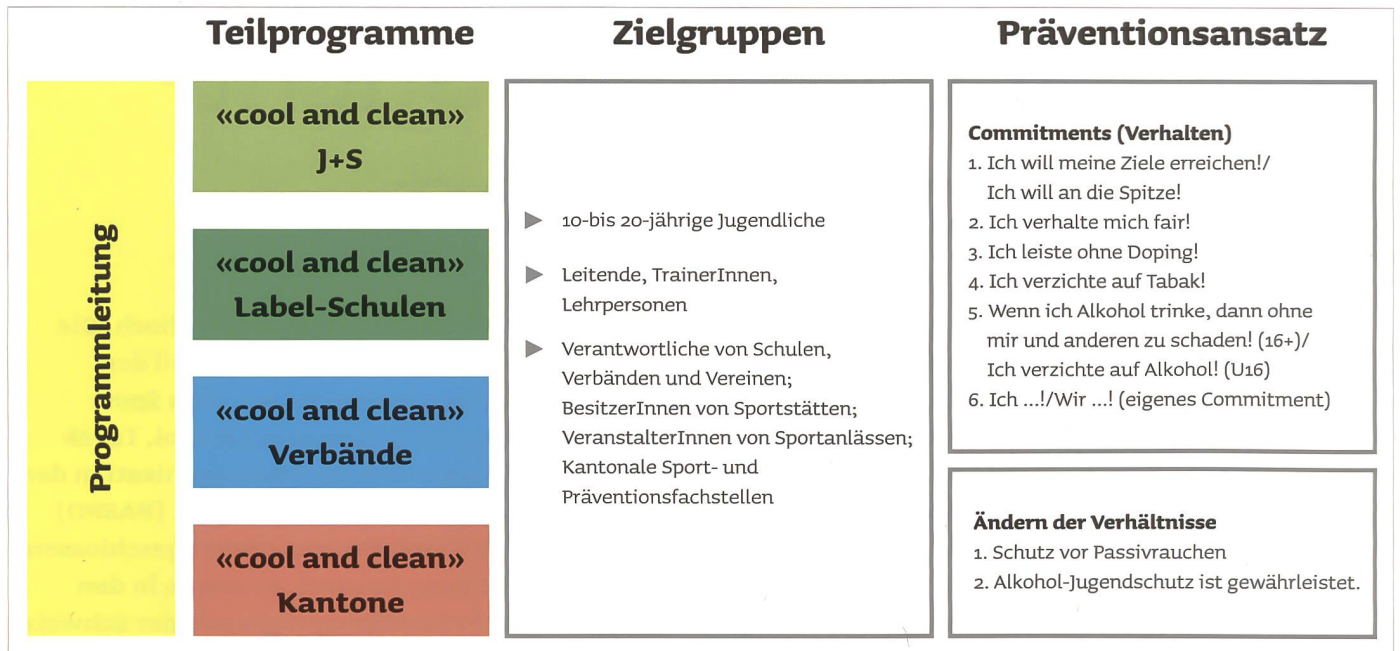 Teilprogramme
Zielgruppen
Präventionsansatz
Programmleitung
«cool and clean»
J+S
«cool and clean»
Label-Schulen
«cool and clean»
Verbände
«cool and clean»
Kantone
10-bis 20-jährige Jugendliche
Leitende, TrainerInnen,
Lehrpersonen
Verantwortliche von Schulen,
Verbänden und Vereinen;
BesitzerInnen von Sportstätten;
VeranstalterInnen von Sportanlässen;
Kantonale Sport- und
Präventionsfachstellen
Commitments (Verhalten)
1. Ich will meine Ziele erreichen!/
Ich will an die Spitze!
2. Ich verhalte mich fair!
3. Ich leiste ohne Doping!
4. Ich verzichte auf Tabak!
5. Wenn ich Alkohol trinke, dann ohne
mir und anderen zu schaden! (16+)/
Ich verzichte auf Alkohol! (U16)
6. Ich ...!/Wir ...! (eigenes Commitment)
Ändern der Verhältnisse
1. Schutz vor Passivrauchen
2. Alkohol-Jugendschutz ist gewährleistet.